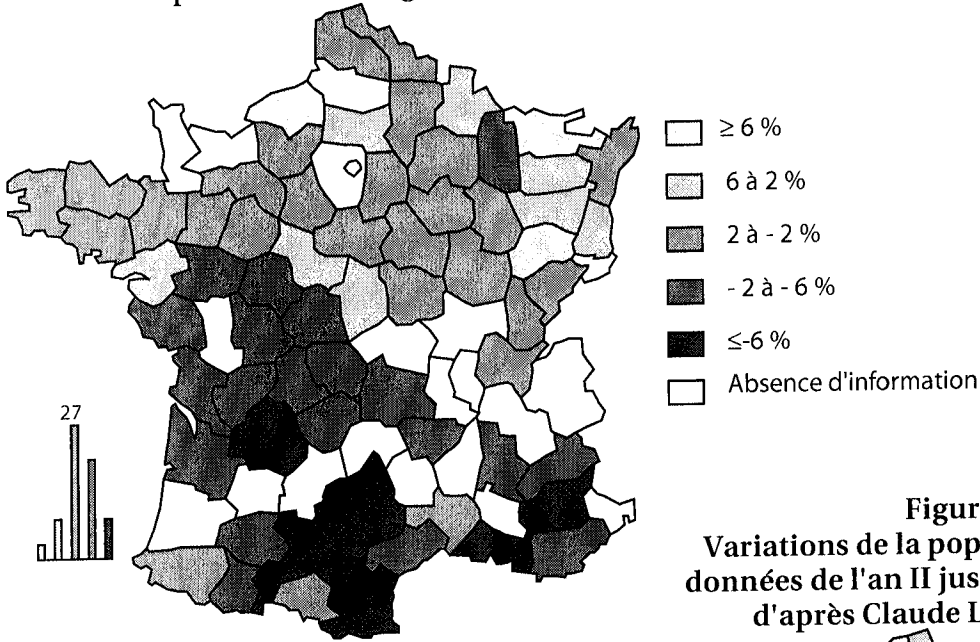 ≥ 6 %
6 à 2 %
2 à - 2 %
- 2 à - 6 %
≤-6 %
Absence d'information
27
Figur
Variations de la pop
données de l'an II jus
d'après Claude